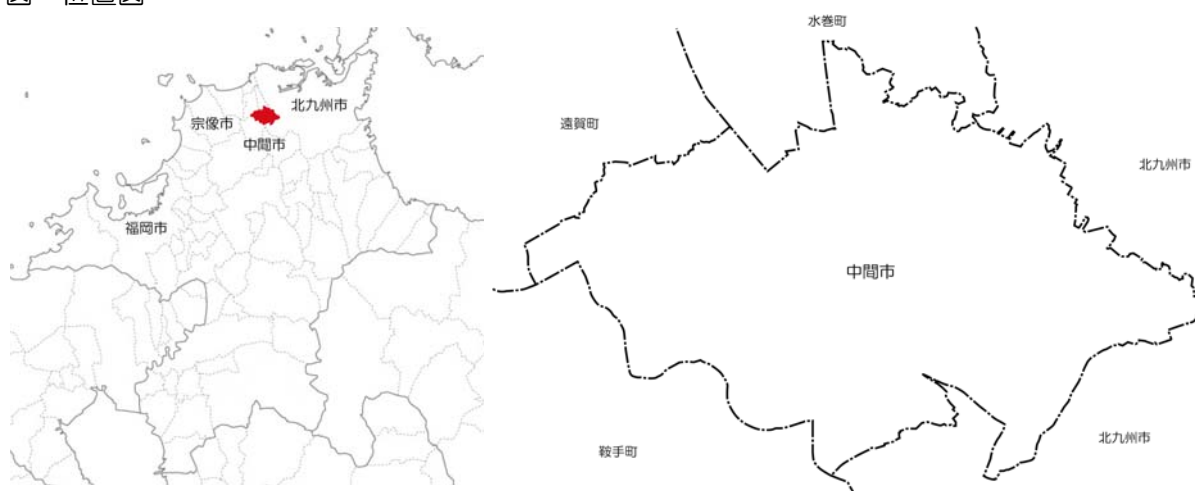 北九州市
宗像市
中間市
福岡市
水巻町
遠賀町
北九州市
中間市
鞍手町
北九州市